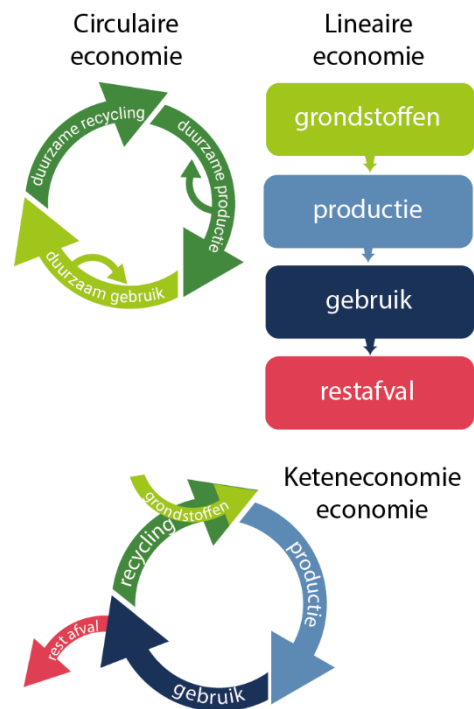 Circulaire
economie
duurzame recycling
duurzame productie
duurzaam gebruik
Lineaire
economie
grondstoffen
productie
gebruik
restafval
Keteneconomie
economie
grondstoffen
recycling
productie
gebruik
rest afval